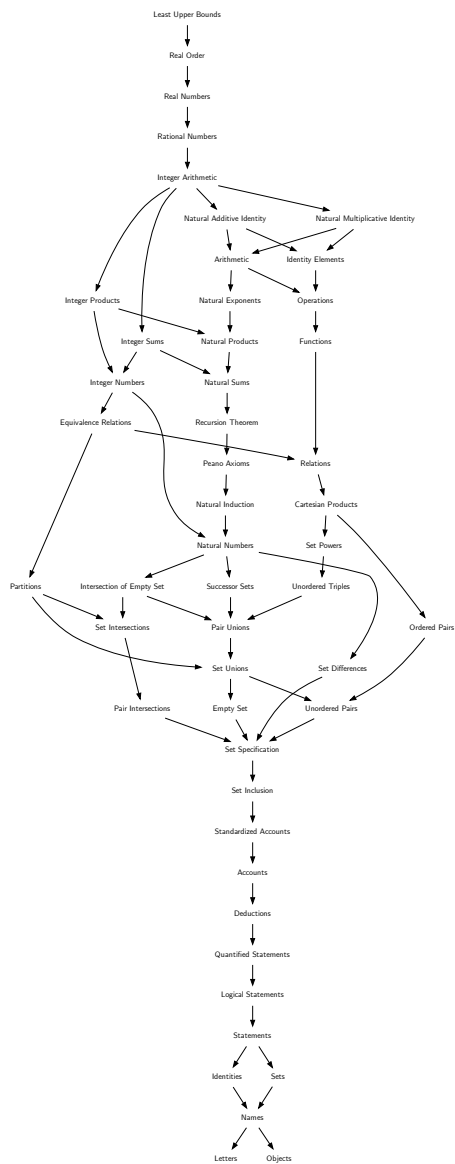 Least Upper Bounds
Real Order
Real Numbers
Rational Numbers
Integer Arithmetic
Natural Additive Identity
Natural Multiplicative Identity
Arithmetic
Identity Elements
Integer Products
Natural Exponents
Operations
Integer Sums
Natural Products
Functions
Integer Numbers
Natural Sums
Equivalence Relations
Recursion Theorem
Peano Axioms
Relations
Natural Induction
Cartesian Products
Natural Numbers
Set Powers
Partitions
Intersection of Empty Set
Successor Sets
Unordered Triples
Set Intersections
Pair Unions
Ordered Pairs
Set Unions
Set Differences
Pair Intersections
Empty Set
Unordered Pairs
Set Specification
Set Inclusion
Standardized Accounts
Accounts
Deductions
Quantified Statements
Logical Statements
Statements
Identities
Sets
Names
Letters
Objects